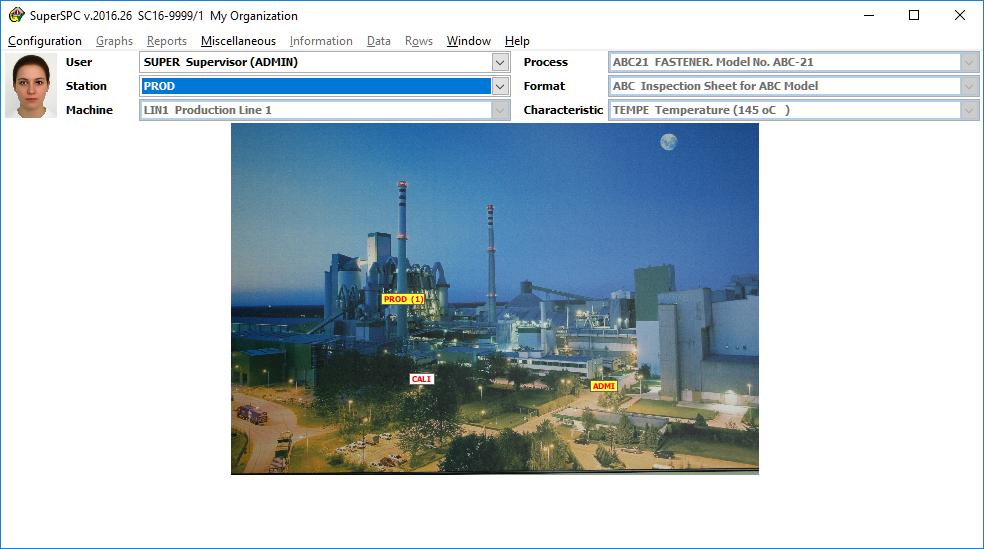 SuperSPC v.2016.26 SC16-9999/1 My Organization
Configuration Graphs Reports Miscellaneous Information Data Rows Window Help
User SUPER Supervisor (ADMIN) Process ABC21 FASTENER. Model No. ABC-21
Station PROD Format ABC Inspection Sheet for ABC Model
Machine LIN1 Production Line 1 Characteristic TEMPE Temperature (145 oC )
PROD (1)
CALI
ADMI